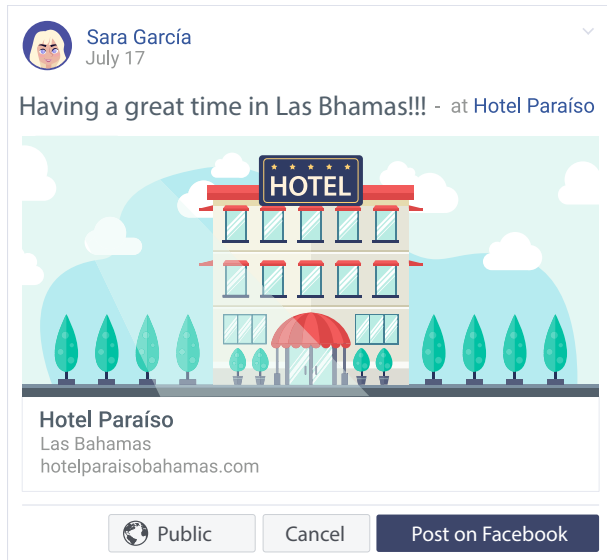 Sara García
July 17
Having a great time in Las Bhamas!!! - at Hotel Paraíso
HOTEL
Hotel Paraíso
Las Bahamas
hotelparaisobahamas.com
Public Cancel Post on Facebook